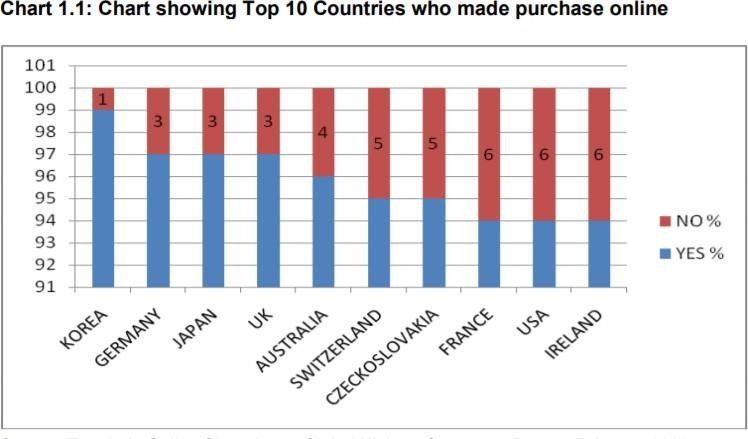 Chart 1.1: Chart showing Top 10 Countries who made purchase online
101
100
99
98
97
96
95
94
93
92
91
1
3
3
3
4
5
5
6
6
6
NO %
YES %
KOREA
GERMANY
JAPAN
UK
AUSTRALIA
SWITZERLAND
CZECKOSLOVAKIA
FRANCE
USA
IRELAND